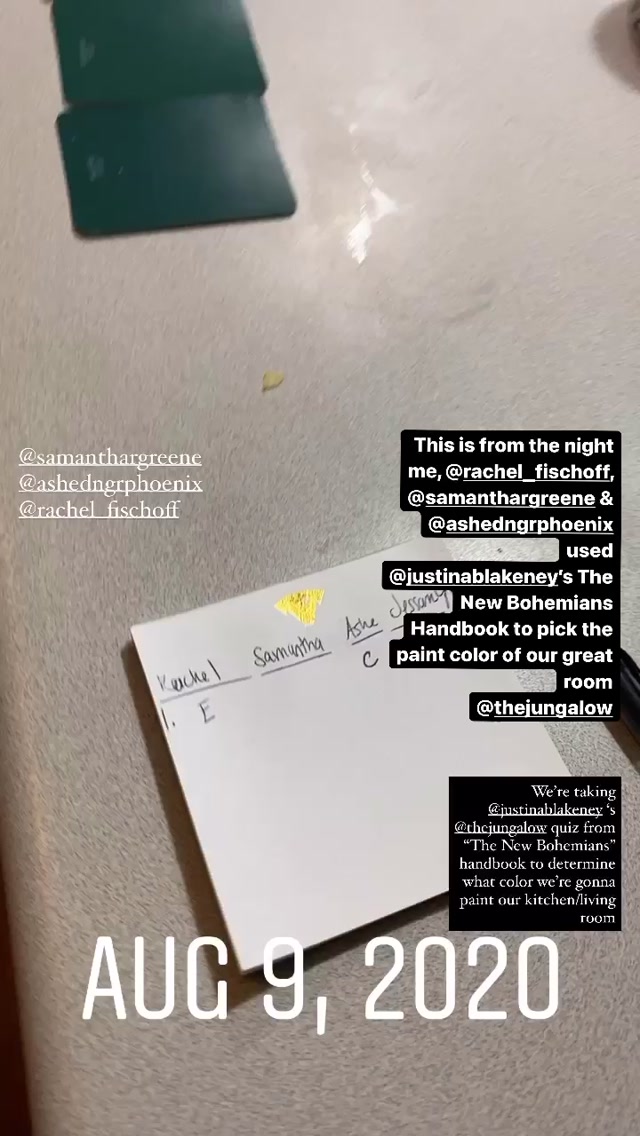 @samanthargreene
@ashedngrphoenix
@rachel_fischoff
This is from the night
me, @rachel_fischoff,
@samanthargreene &
@ashedngrphoenix
used
@justinablakeney's The
New Bohemians
Handbook to pick the
paint color of our great
room
@thejungalow
Rachel Samantha Ashe Jessamy
1. E C
We're taking
@justinablakeney 's
@thejungalow quiz from
"The New Bohemians"
handbook to determine
what color we're gonna
paint our kitchen/living
room
AUG 9, 2020